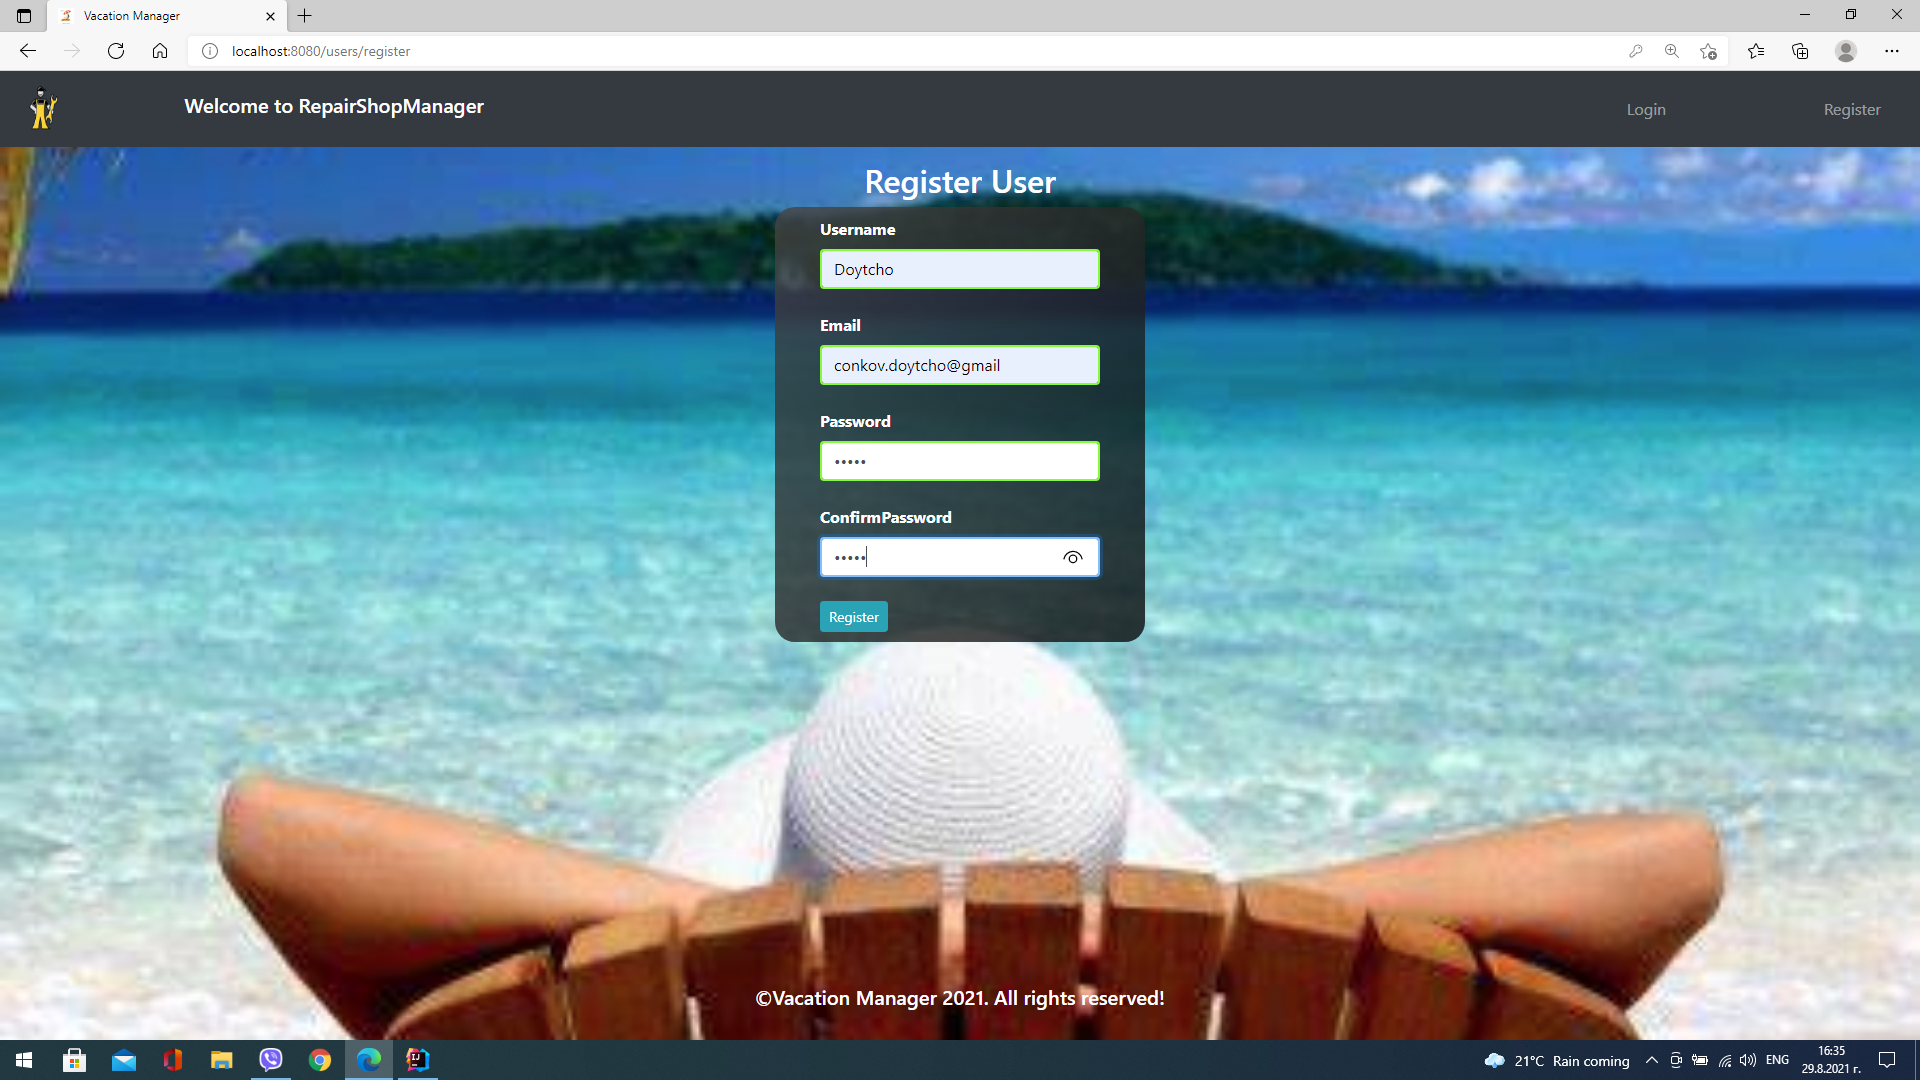 Vacation Manager
localhost:8080/users/register
Welcome to RepairShopManager
Login
Register
Register User
Username
Doytcho
Email
conkov.doytcho@gmail
Password
•••••
ConfirmPassword
•••••
Register
©Vacation Manager 2021. All rights reserved!
21°C Rain coming
ENG
16:35
29.8.2021 г.